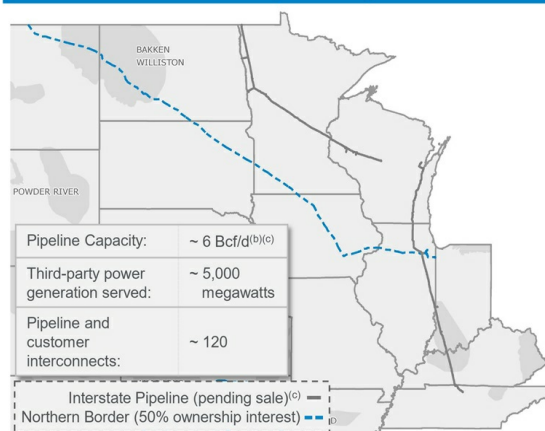 BAKKEN
WILLISTON
POWDER RIVER
Pipeline Capacity: ~ 6 Bcf/d(b)(c)
Third-party power
generation served:
~ 5,000
megawatts
Pipeline and
customer
interconnects:
~ 120
Interstate Pipeline (pending sale)(c)
Northern Border (50% ownership interest)